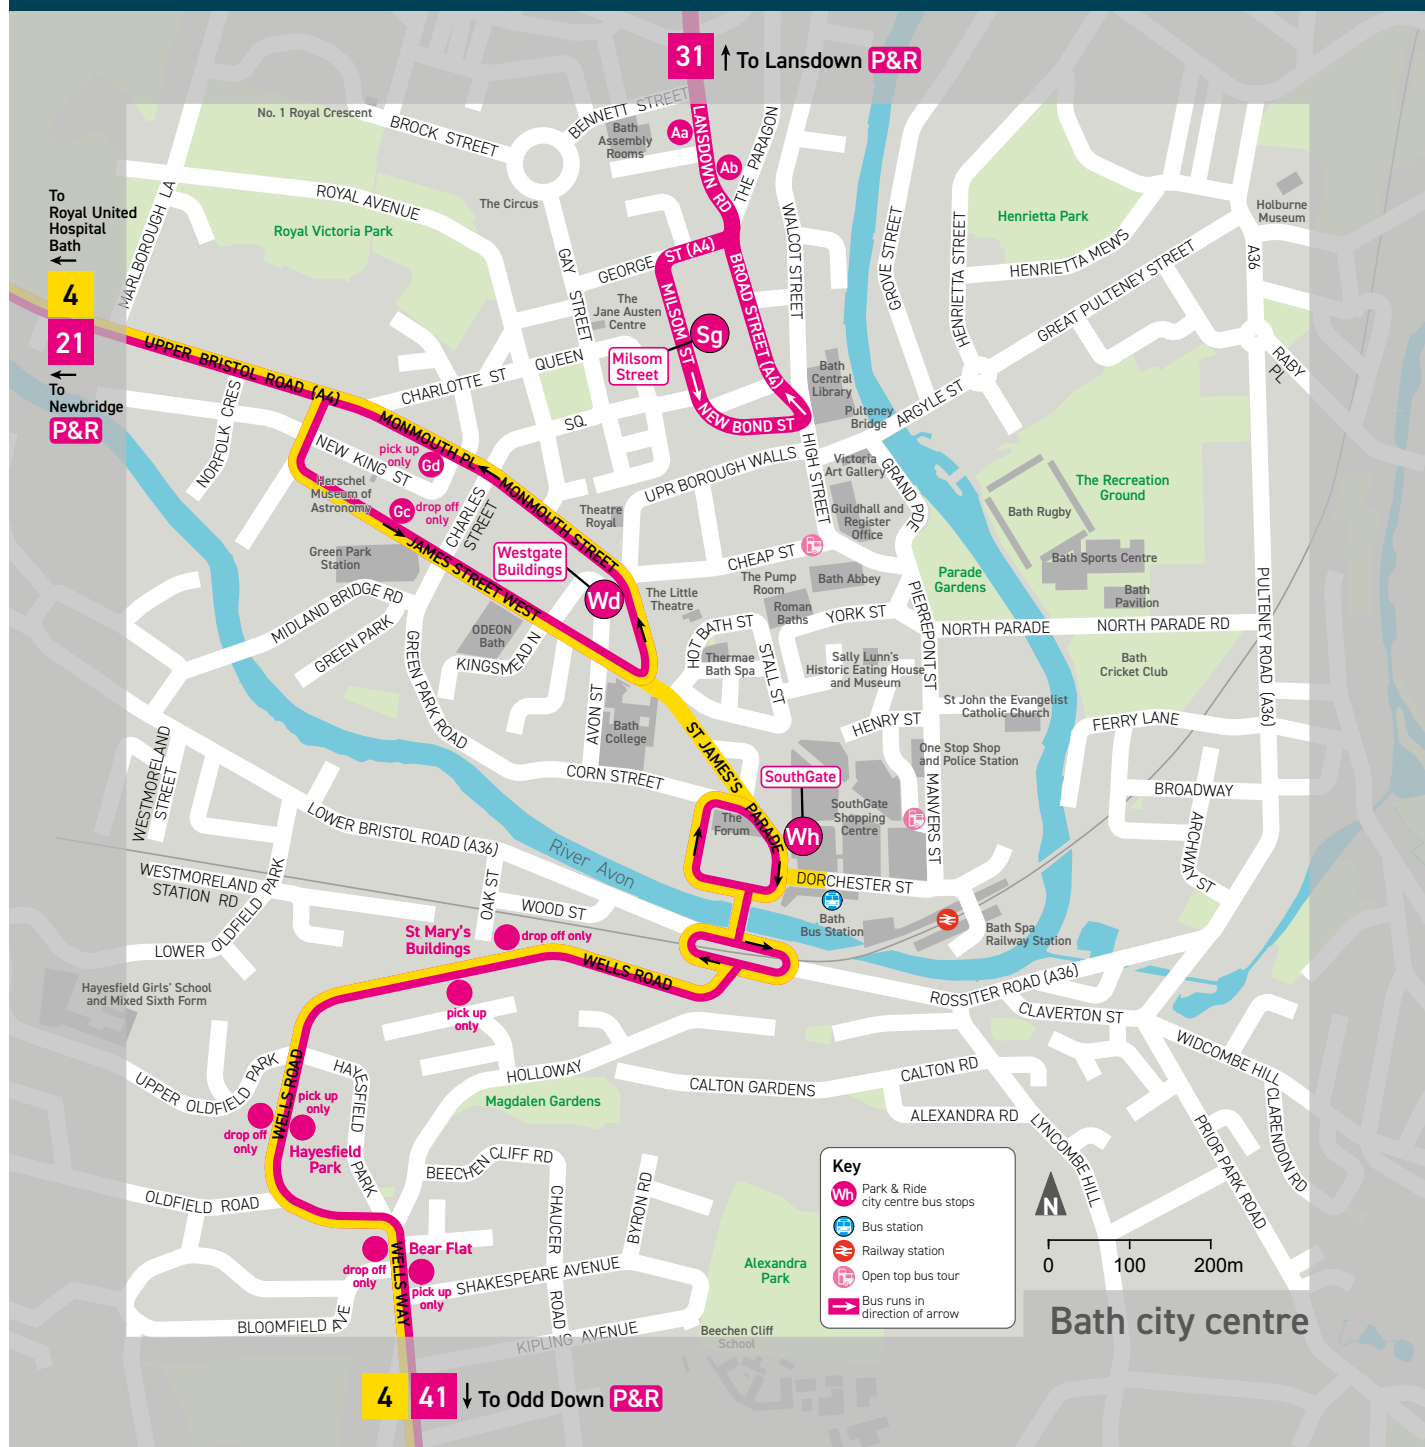 31
To Lansdown P&R
No. 1 Royal Crescent
BROCK STREET
BENNETT STREET
Bath
Assembly
Rooms
Aa
LANSDOWN RD
Ab
THE PARAGON
To
Royal United
Hospital
Bath
4
21
To
Newbridge
P&R
MARLBOROUGH LA
ROYAL AVENUE
Royal Victoria Park
The Circus
GAY STREET
GEORGE ST (A4)
WALCOT STREET
GROVE STREET
HENRIETTA STREET
Henrietta Park
HENRIETTA MEWS
GREAT PULTENEY STREET
Holburne
Museum
A36
RABY PL
The
Jane Austen
Centre
MILSOM ST
Sg
Milsom
Street
BROAD STREET (A4)
NEW BOND ST
Bath
Central
Library
Pulteney
Bridge
ARGYLE ST
UPPER BRISTOL ROAD (A4)
CHARLOTTE ST
QUEEN
SQ.
NORFOLK CRES
NEW KING ST
MONMOUTH PL
pick up
only
Gd
Herschel
Museum of
Astronomy
Gc
drop off
only
CHARLES
STREET
MONMOUTH STREET
UPR BOROUGH WALLS
HIGH STREET
Victoria
Art Gallery
GRAND PDE
Guildhall and
Register
Office
The Recreation
Ground
Bath Rugby
Bath Sports Centre
Bath
Pavilion
Theatre
Royal
Green Park
Station
JAMES STREET WEST
Westgate
Buildings
Wd
CHEAP ST
The Pump
Room
Bath Abbey
Parade
Gardens
The Little
Theatre
Roman
Baths
YORK ST
PIERREPONT ST
NORTH PARADE
NORTH PARADE RD
PULTENEY ROAD (A36)
MIDLAND BRIDGE RD
GREEN PARK
ODEON
Bath
KINGSMEAD N
HOT BATH ST
Thermae
Bath Spa
STALL ST
Sally Lunn's
Historic Eating House
and Museum
Bath
Cricket Club
GREEN PARK ROAD
AVON ST
Bath
College
ST JAMES'S PARADE
HENRY ST
St John the Evangelist
Catholic Church
FERRY LANE
One Stop Shop
and Police Station
CORN STREET
SouthGate
The
Forum
Wh
SouthGate
Shopping
Centre
MANVERS ST
BROADWAY
ARCHWAY ST
WESTMORELAND
STREET
LOWER BRISTOL ROAD (A36)
River Avon
DORCHESTER ST
Bath
Bus Station
Bath Spa
Railway Station
WESTMORELAND
STATION RD
LOWER OLDFIELD PARK
OAK ST
WOOD ST
St Mary's
Buildings
drop off only
WELLS ROAD
pick up
only
Hayesfield Girls' School
and Mixed Sixth Form
ROSSITER ROAD (A36)
CLAVERTON ST
WIDCOMBE HILL
UPPER OLDFIELD PARK
HAYESFIELD PARK
WELLS ROAD
pick up
only
drop off
only
Hayesfield
Park
HOLLOWAY
Magdalen Gardens
CALTON GARDENS
CALTON RD
ALEXANDRA RD
LYNCOMBE HILL
PRIOR PARK ROAD
CLARENDON RD
BEECHEN CLIFF RD
CHAUCER ROAD
BYRON RD
OLDFIELD ROAD
Bear Flat
drop off
only
pick up
only
WELLS WAY
SHAKESPEARE AVENUE
BLOOMFIELD AVE
KIPLING AVENUE
Alexandra
Park
Beechen Cliff
School
Key
Wh
Park & Ride
city centre bus stops
Bus station
Railway station
Open top bus tour
Bus runs in
direction of arrow
N
0 100 200m
Bath city centre
4
41
To Odd Down P&R